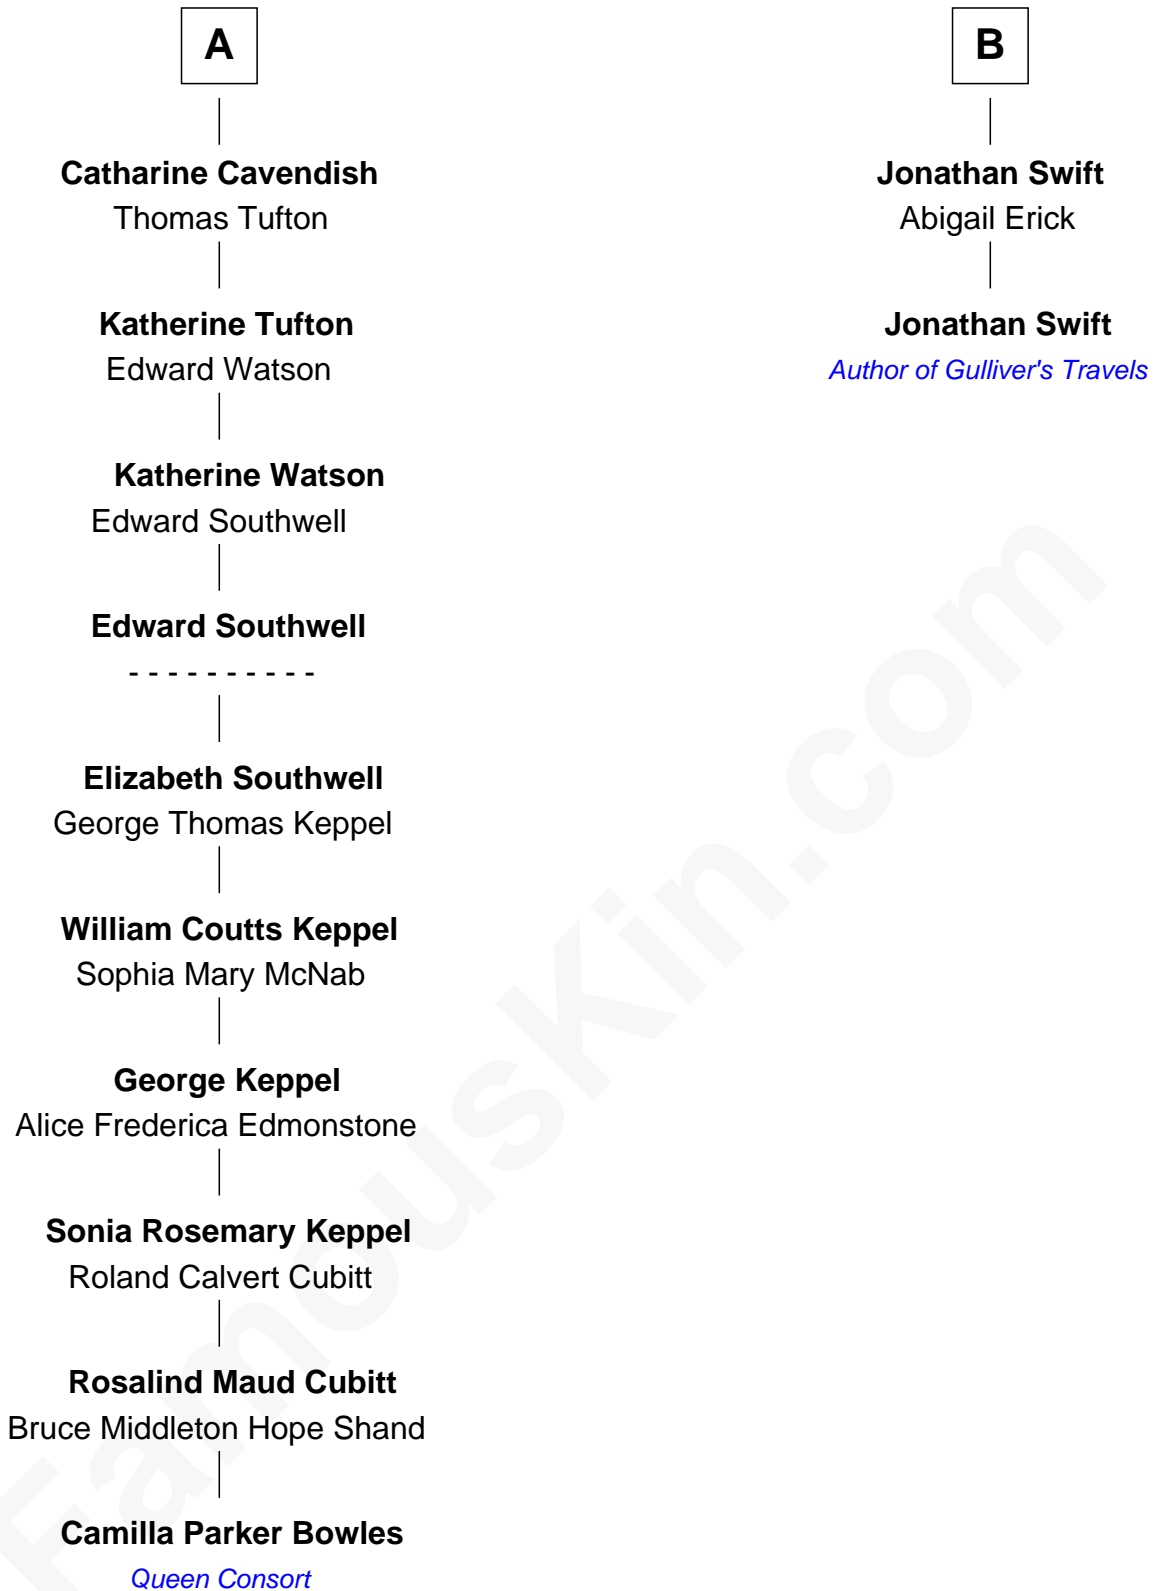 A
Catharine Cavendish
Thomas Tufton
Katherine Tufton
Edward Watson
Katherine Watson
Edward Southwell
Edward Southwell
- - - - - - - - - -
Elizabeth Southwell
George Thomas Keppel
William Coutts Keppel
Sophia Mary McNab
George Keppel
Alice Frederica Edmonstone
Sonia Rosemary Keppel
Roland Calvert Cubitt
Rosalind Maud Cubitt
Bruce Middleton Hope Shand
Camilla Parker Bowles
Queen Consort
B
Jonathan Swift
Abigail Erick
Jonathan Swift
Author of Gulliver's Travels
FamousKin.com